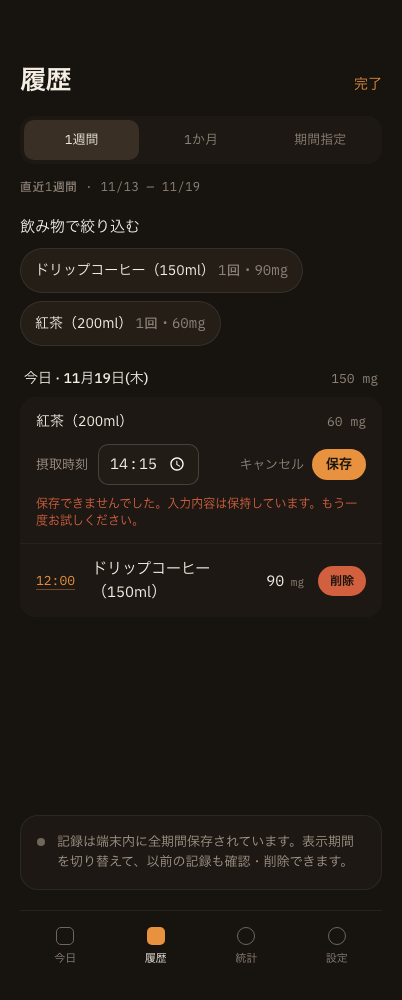 履歴
完了
1週間
1か月
期間指定
直近1週間 · 11/13 — 11/19
飲み物で絞り込む
ドリップコーヒー（150ml） 1回・90mg
紅茶（200ml） 1回・60mg
今日 · 11月19日(木)
150 mg
紅茶（200ml）
60 mg
摂取時刻
14:15
キャンセル
保存
保存できませんでした。入力内容は保持しています。もう一
度お試しください。
12:00
ドリップコーヒー
（150ml）
90 mg
削除
記録は端末内に全期間保存されています。表示期間
を切り替えて、以前の記録も確認・削除できます。
今日
履歴
統計
設定